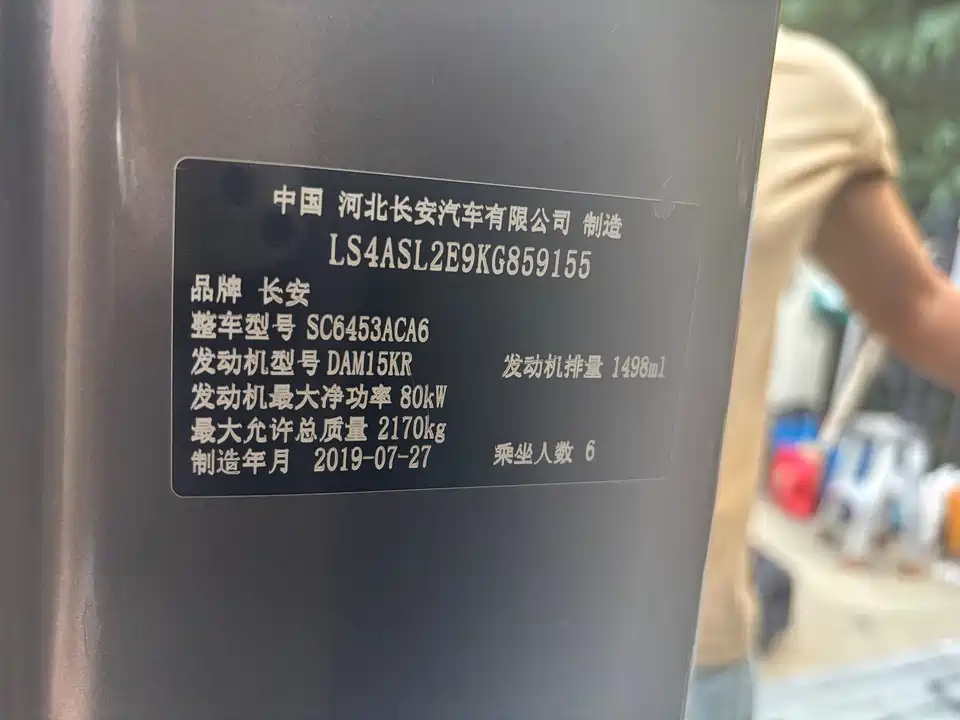 中国 河北长安汽车有限公司 制造
LS4ASL2E9KG859155
品牌 长安
整车型号 SC6453ACA6
发动机型号 DAM15KR 发动机排量 1498ml
发动机最大净功率 80kW
最大允许总质量 2170kg
制造年月 2019-07-27 乘坐人数 6